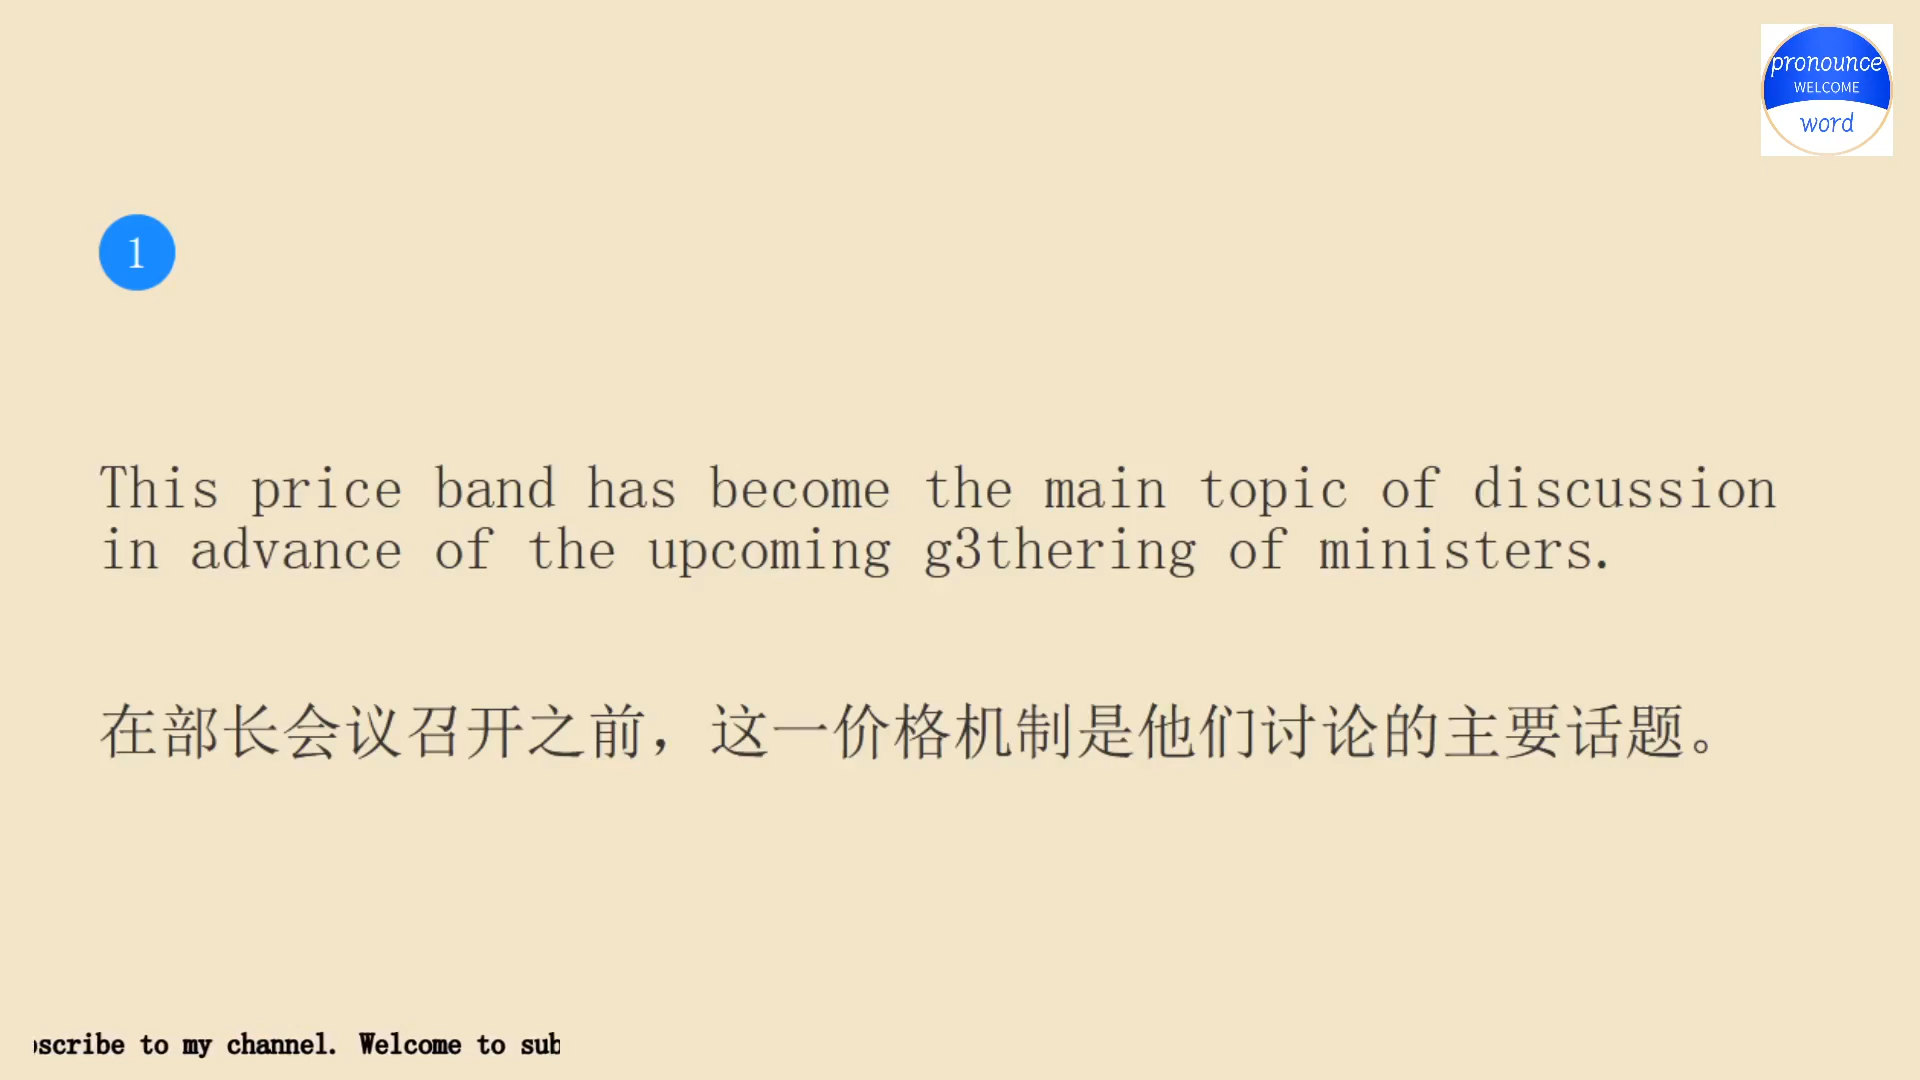 pronounce
WELCOME
word
1
This price band has become the main topic of discussion
in advance of the upcoming g3thering of ministers.
在部长会议召开之前，这一价格机制是他们讨论的主要话题。
scribe to my channel. Welcome to sub